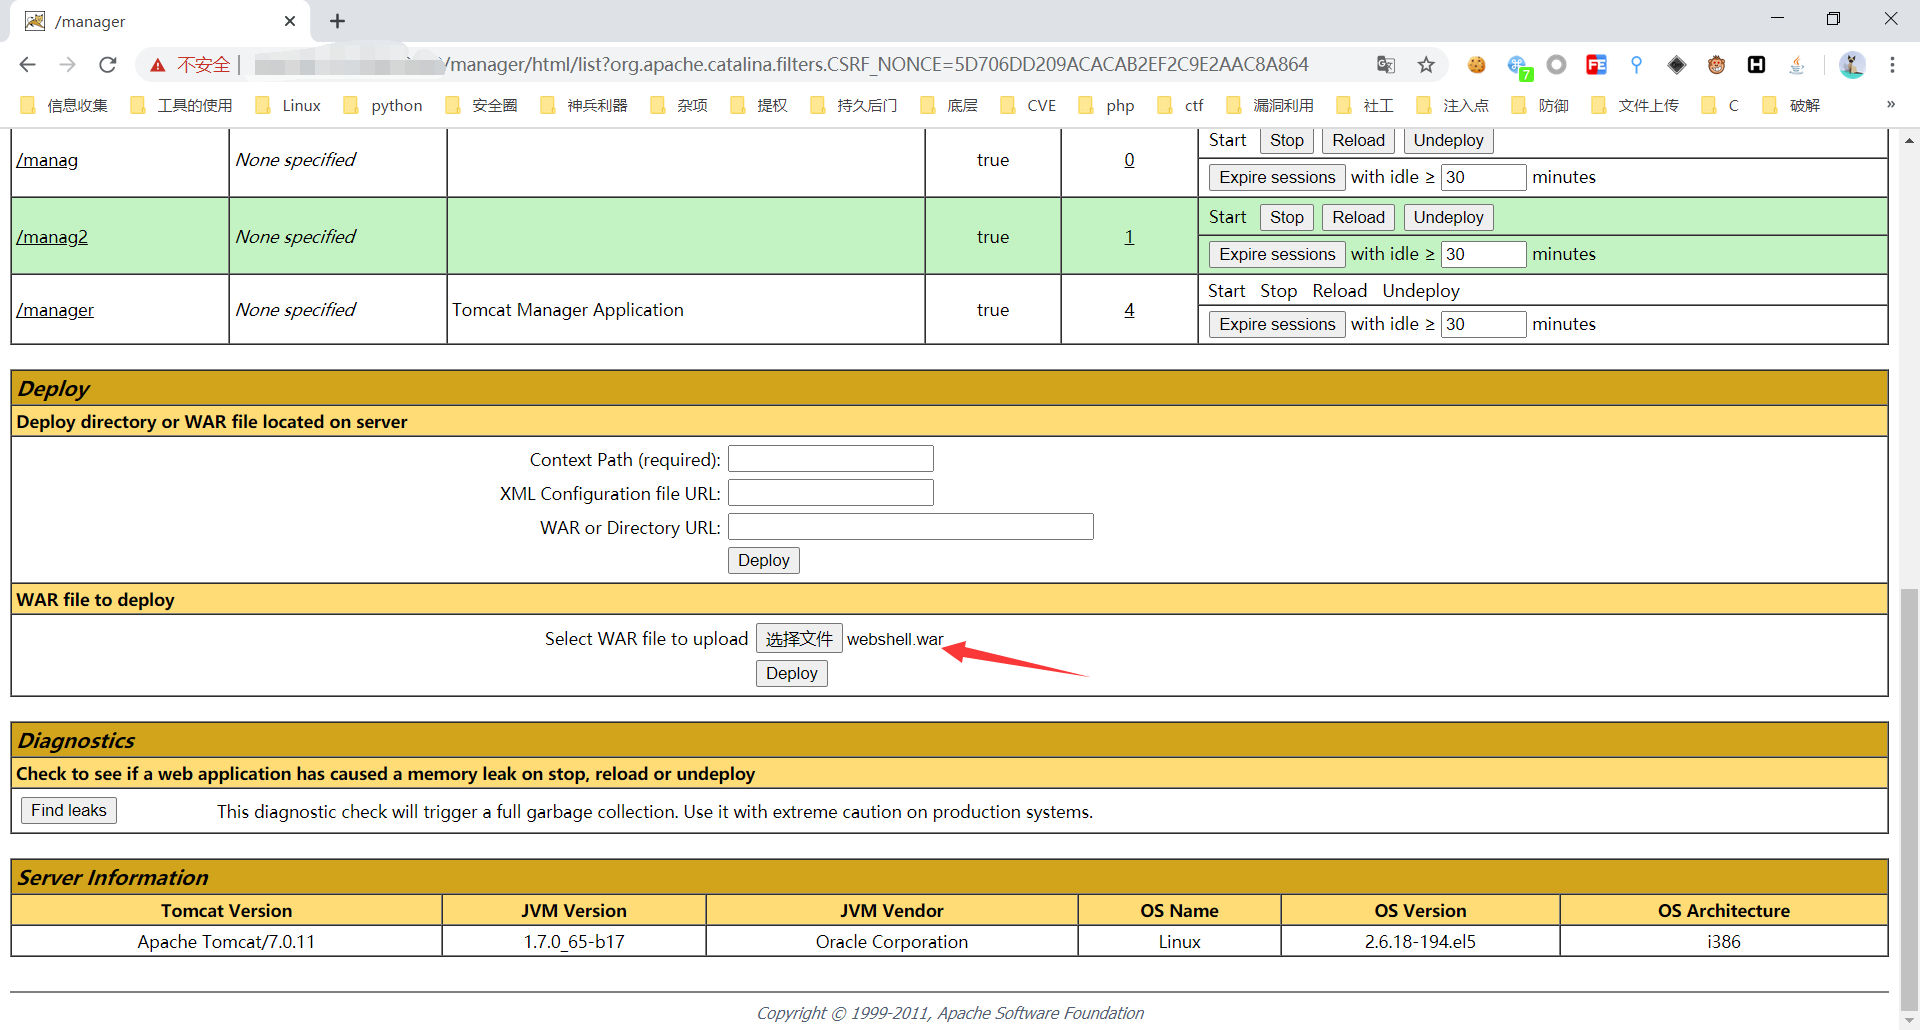 /manager
不安全
/manager/html/list?org.apache.catalina.filters.CSRF_NONCE=5D706DD209ACACAB2EF2C9E2AAC8A864
7
FE
H
信息收集 工具的使用 Linux python 安全圈 神兵利器 杂项 提权 持久后门 底层 CVE php ctf 漏洞利用 社工 注入点 防御 文件上传 C 破解 »
/manag None specified true 0 Start Stop Reload Undeploy
Expire sessions with idle ≥ 30 minutes
/manag2 None specified true 1 Start Stop Reload Undeploy
Expire sessions with idle ≥ 30 minutes
/manager None specified Tomcat Manager Application true 4 Start Stop Reload Undeploy
Expire sessions with idle ≥ 30 minutes
Deploy
Deploy directory or WAR file located on server
Context Path (required):
XML Configuration file URL:
WAR or Directory URL:
Deploy
WAR file to deploy
Select WAR file to upload 选择文件 webshell.war
Deploy
Diagnostics
Check to see if a web application has caused a memory leak on stop, reload or undeploy
Find leaks This diagnostic check will trigger a full garbage collection. Use it with extreme caution on production systems.
Server Information
Tomcat Version JVM Version JVM Vendor OS Name OS Version OS Architecture
Apache Tomcat/7.0.11 1.7.0_65-b17 Oracle Corporation Linux 2.6.18-194.el5 i386
Copyright © 1999-2011, Apache Software Foundation